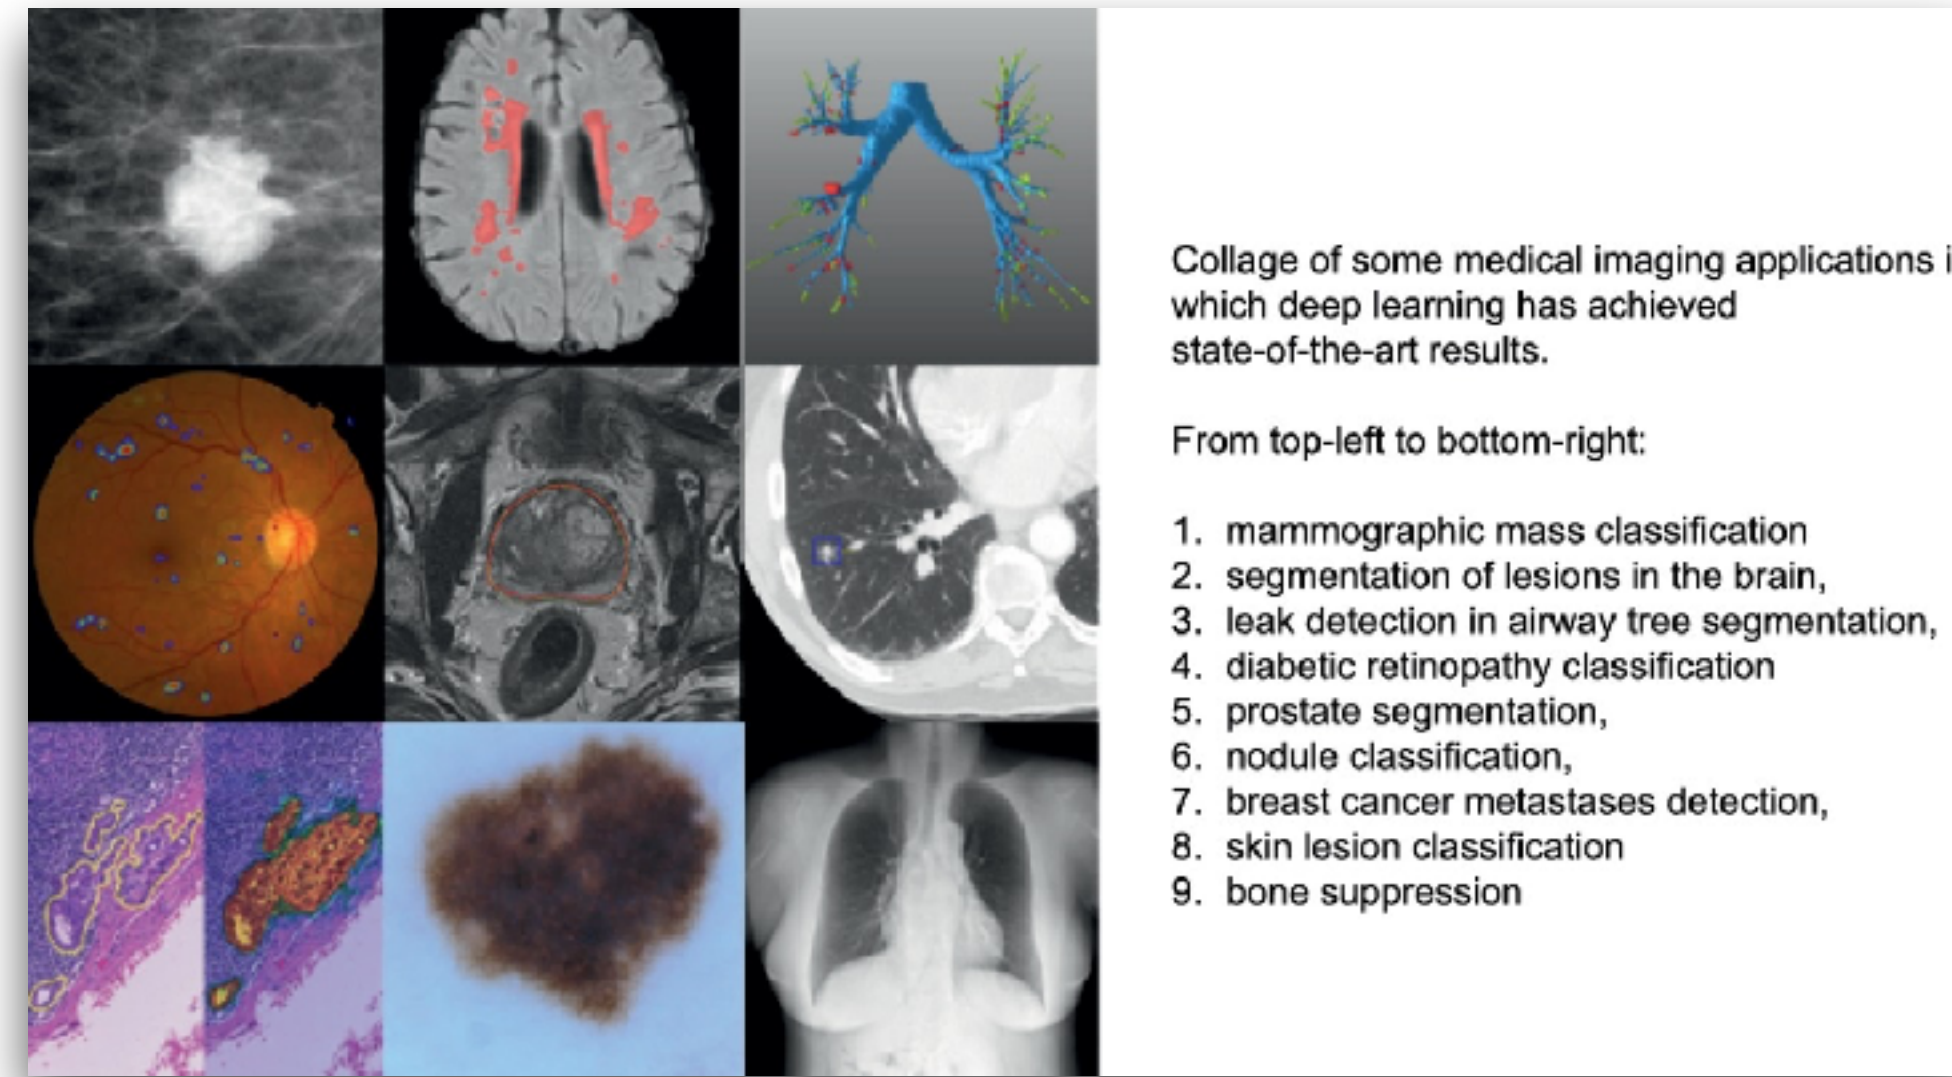 Collage of some medical imaging applications i
which deep learning has achieved
state-of-the-art results.
From top-left to bottom-right:
1. mammographic mass classification
2. segmentation of lesions in the brain,
3. leak detection in airway tree segmentation,
4. diabetic retinopathy classification
5. prostate segmentation,
6. nodule classification,
7. breast cancer metastases detection,
8. skin lesion classification
9. bone suppression